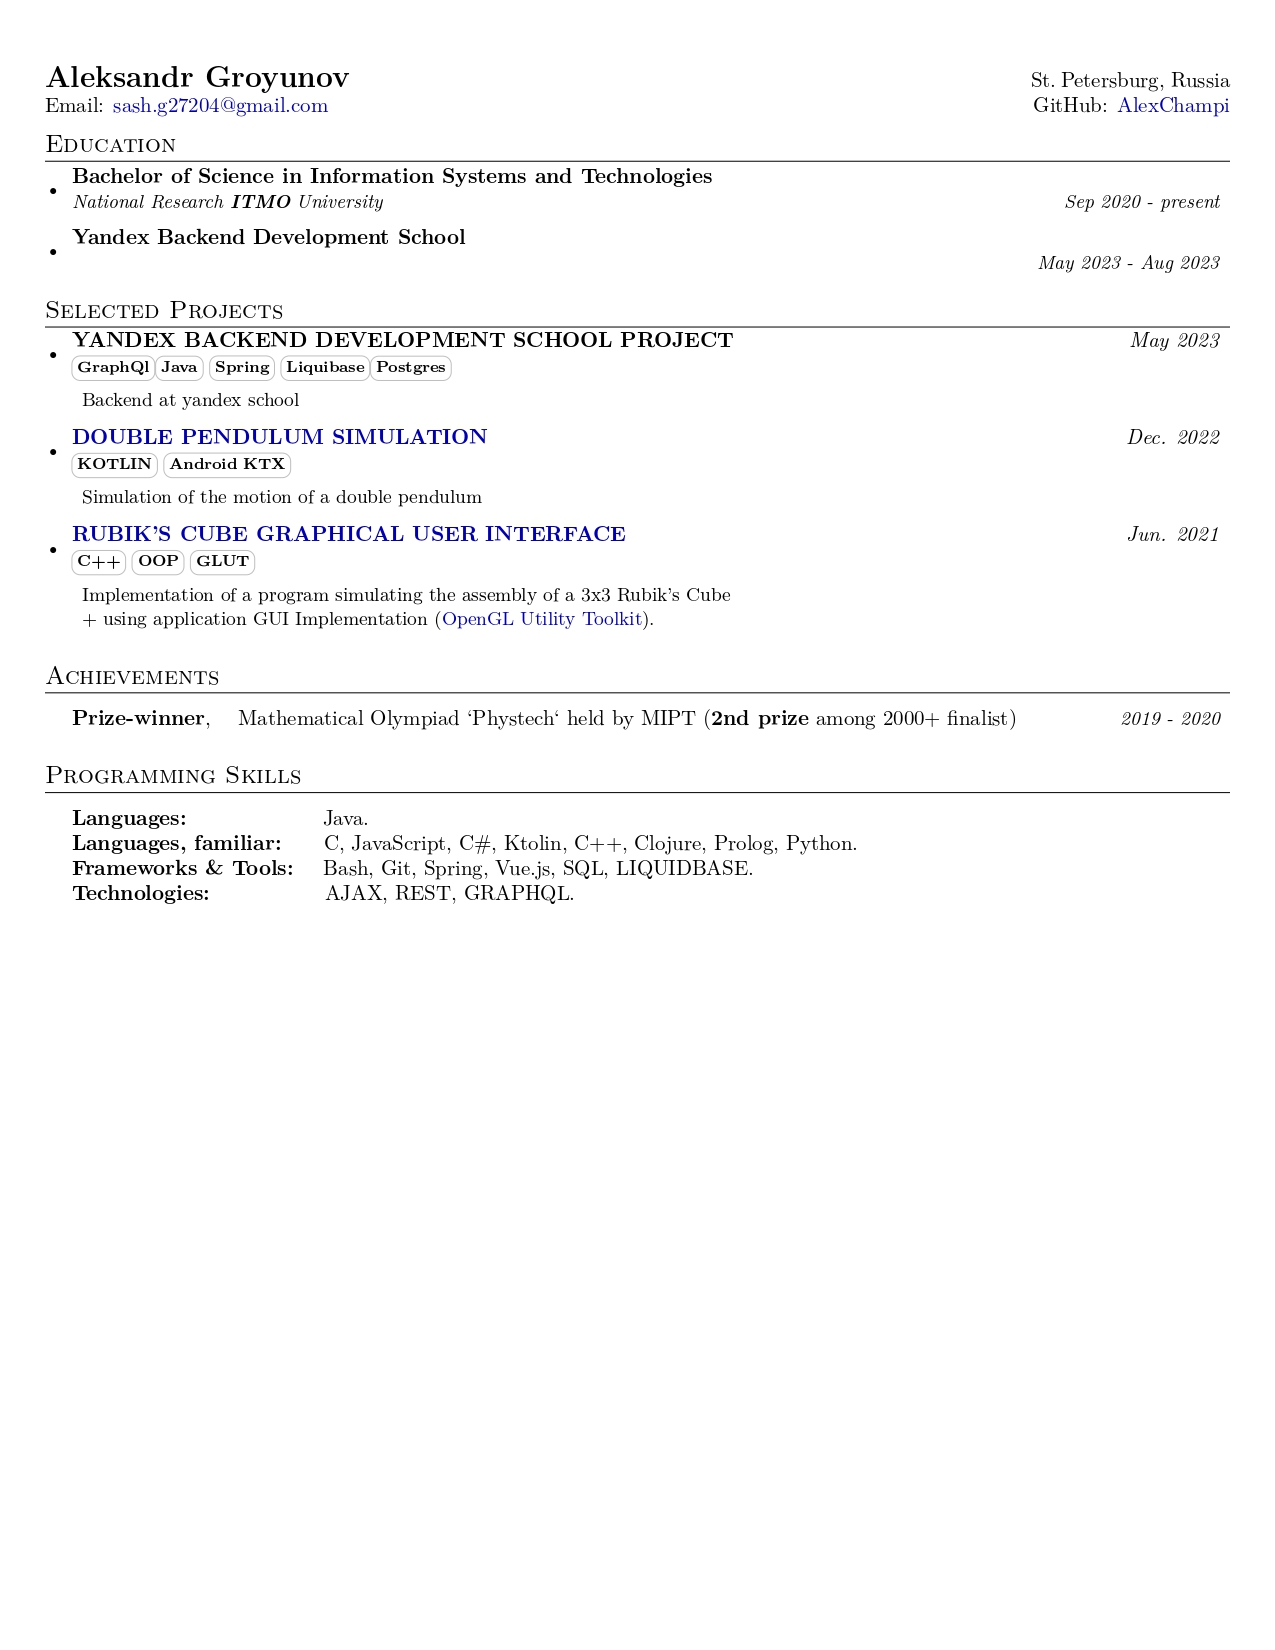 Aleksandr Groyunov
St. Petersburg, Russia
Email: sash.g27204@gmail.com
GitHub: AlexChampi
Education
• Bachelor of Science in Information Systems and Technologies
National Research ITMO University Sep 2020 - present
• Yandex Backend Development School
May 2023 - Aug 2023
Selected Projects
• YANDEX BACKEND DEVELOPMENT SCHOOL PROJECT May 2023
GraphQl Java Spring Liquibase Postgres
Backend at yandex school
• DOUBLE PENDULUM SIMULATION Dec. 2022
KOTLIN Android KTX
Simulation of the motion of a double pendulum
• RUBIK'S CUBE GRAPHICAL USER INTERFACE Jun. 2021
C++ OOP GLUT
Implementation of a program simulating the assembly of a 3x3 Rubik's Cube
+ using application GUI Implementation (OpenGL Utility Toolkit).
Achievements
Prize-winner, Mathematical Olympiad ‘Phystech‘ held by MIPT (2nd prize among 2000+ finalist) 2019 - 2020
Programming Skills
Languages: Java.
Languages, familiar: C, JavaScript, C#, Ktolin, C++, Clojure, Prolog, Python.
Frameworks & Tools: Bash, Git, Spring, Vue.js, SQL, LIQUIDBASE.
Technologies: AJAX, REST, GRAPHQL.